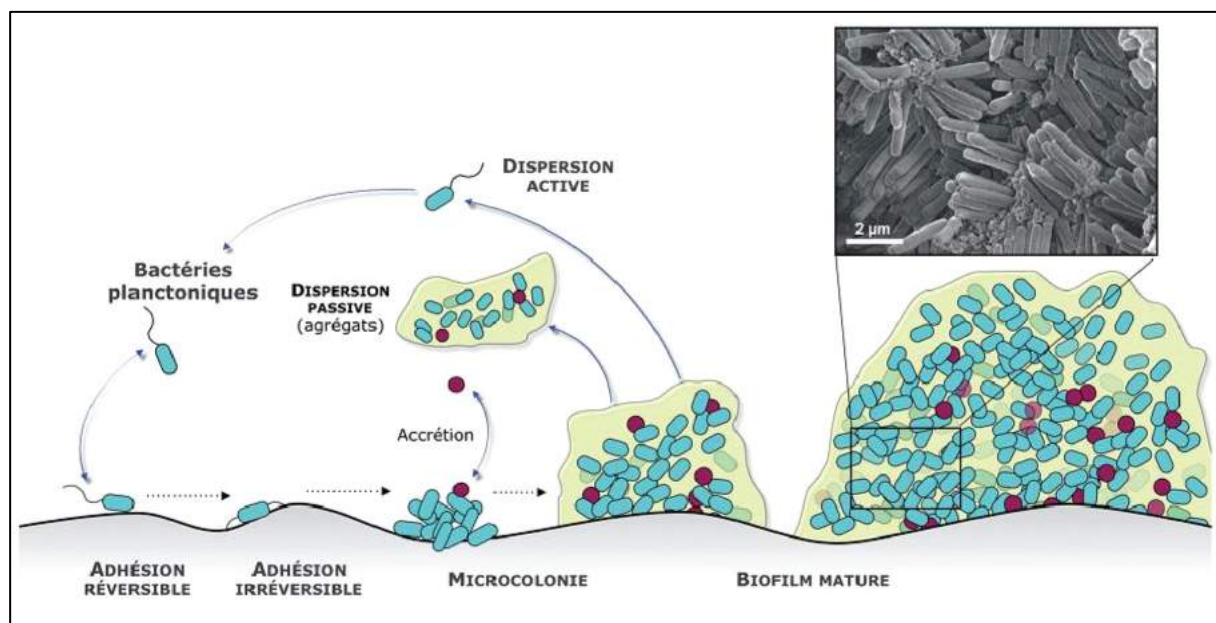 DISPERSION
ACTIVE
Bactéries
planctoniques
DISPERSION
PASSIVE
(agrégats)
Accrétion
2 µm
ADHÉSION
RÉVERSIBLE
ADHÉSION
IRRÉVERSIBLE
MICROCOLONIE
BIOFILM MATURE